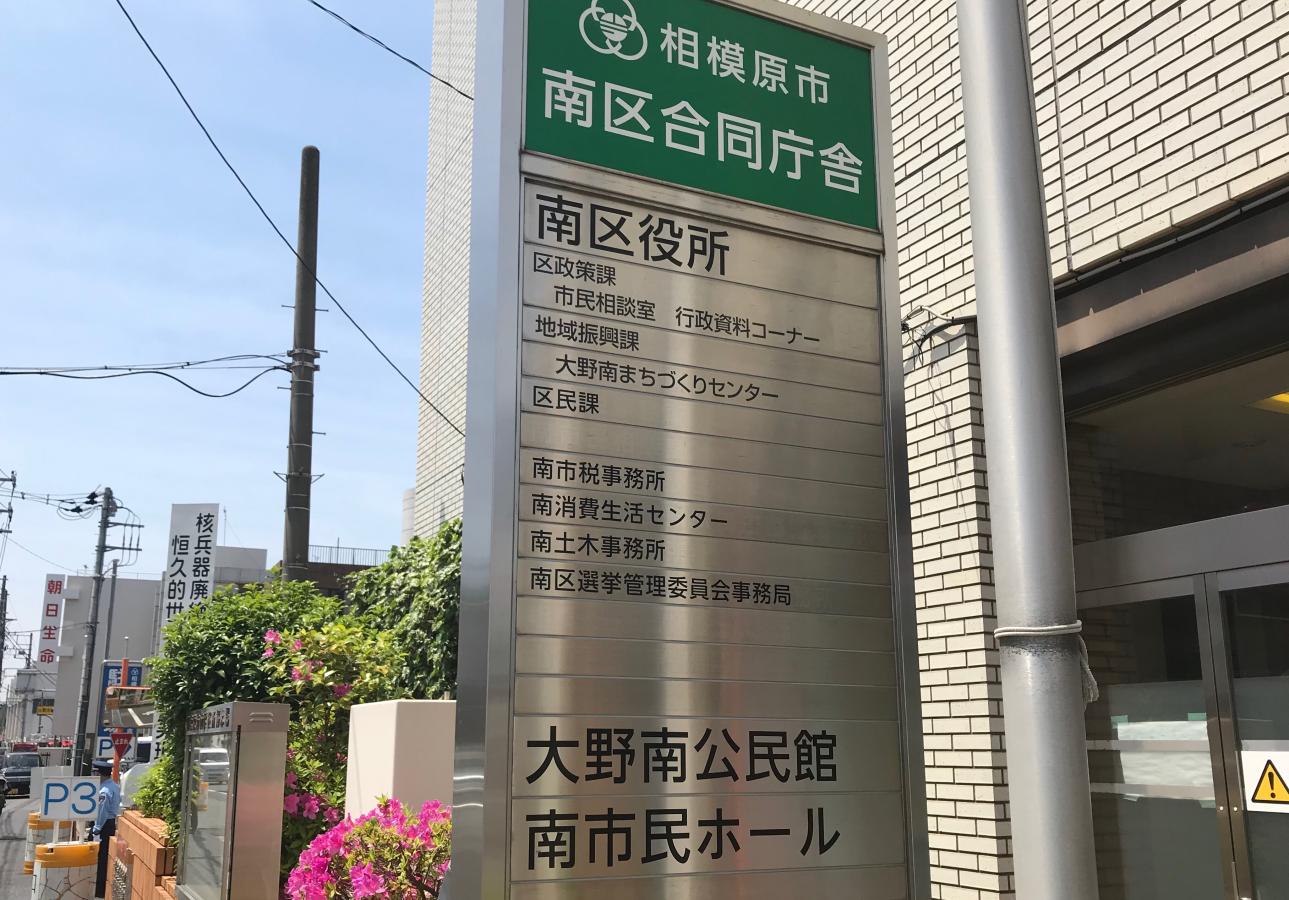 相模原市
南区合同庁舎
南区役所
区政策課
市民相談室 行政資料コーナー
地域振興課
大野南まちづくりセンター
区民課
南市税事務所
南消費生活センター
南土木事務所
南区選挙管理委員会事務局
大野南公民館
南市民ホール
核兵器廃絶
恒久的世
朝日生命
P3